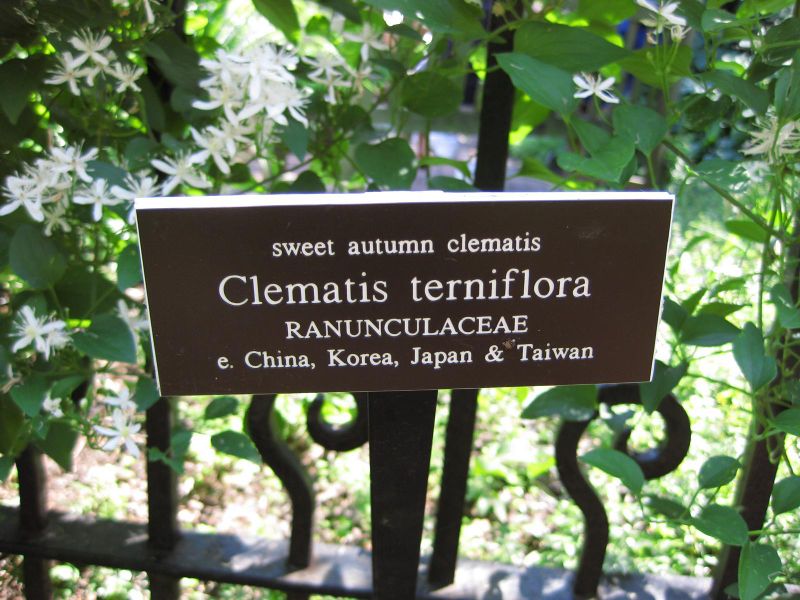 sweet autumn clematis
Clematis terniflora
RANUNCULACEAE
e. China, Korea, Japan & Taiwan